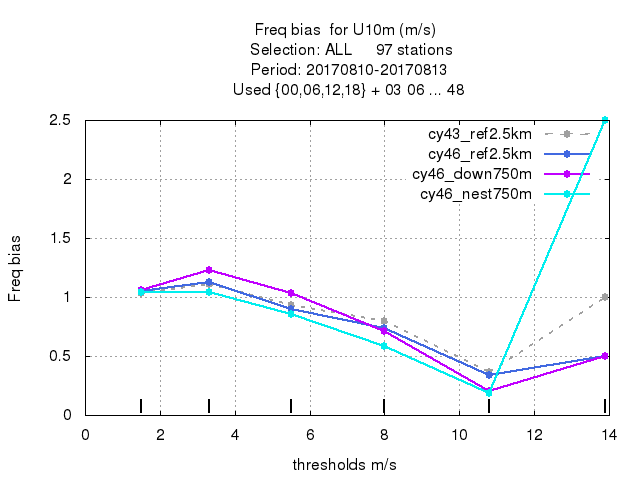 Freq bias for U10m (m/s)
Selection: ALL 97 stations
Period: 20170810-20170813
Used {00,06,12,18} + 03 06 ... 48
cy43_ref2.5km
cy46_ref2.5km
cy46_down750m
cy46_nest750m
Freq bias
2.5
2
1.5
1
0.5
0
0 2 4 6 8 10 12 14
thresholds m/s